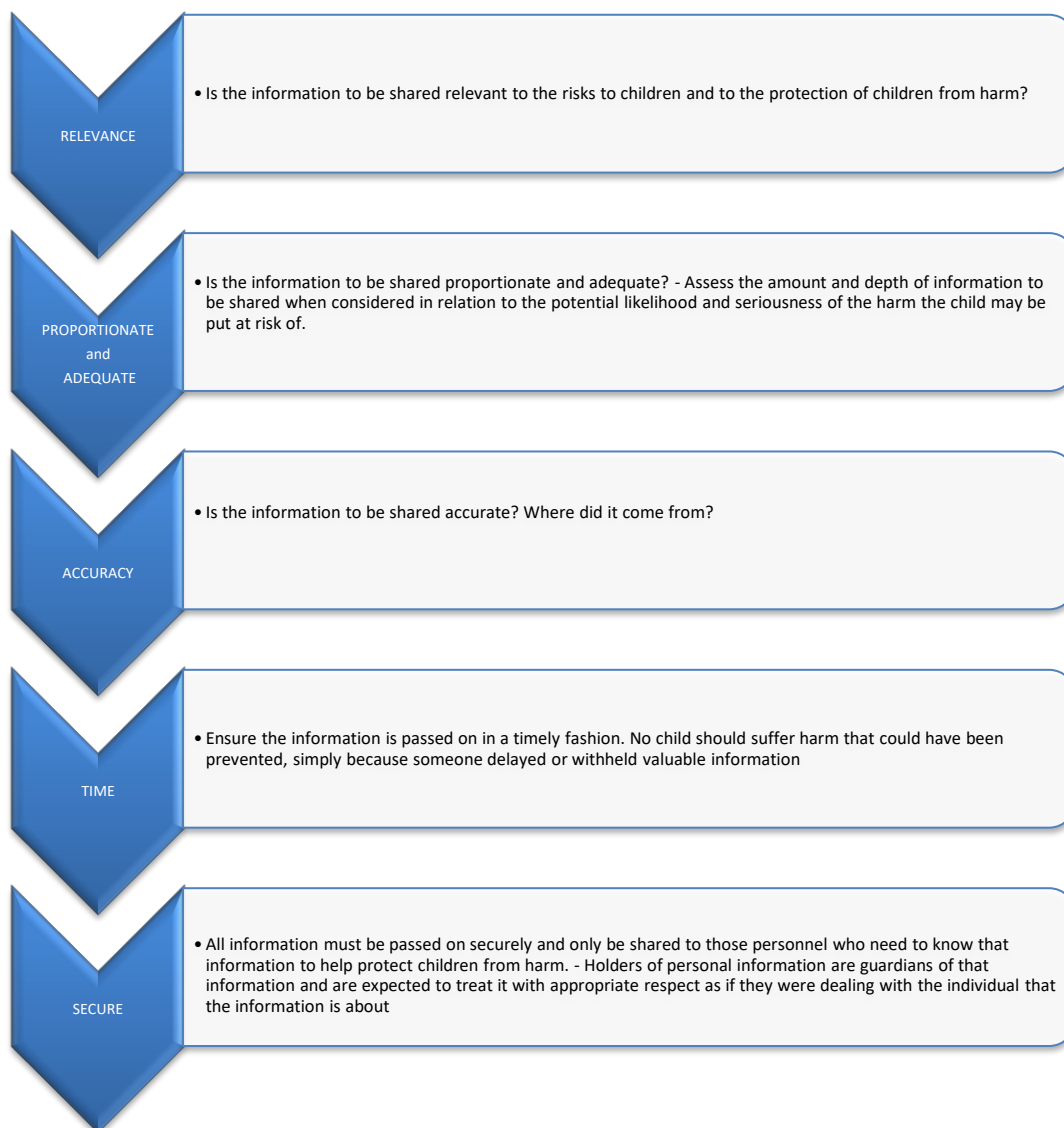 RELEVANCE
• Is the information to be shared relevant to the risks to children and to the protection of children from harm?
PROPORTIONATE
and
ADEQUATE
• Is the information to be shared proportionate and adequate? - Assess the amount and depth of information to
be shared when considered in relation to the potential likelihood and seriousness of the harm the child may be
put at risk of.
ACCURACY
• Is the information to be shared accurate? Where did it come from?
TIME
• Ensure the information is passed on in a timely fashion. No child should suffer harm that could have been
prevented, simply because someone delayed or withheld valuable information
SECURE
• All information must be passed on securely and only be shared to those personnel who need to know that
information to help protect children from harm. - Holders of personal information are guardians of that
information and are expected to treat it with appropriate respect as if they were dealing with the individual that
the information is about